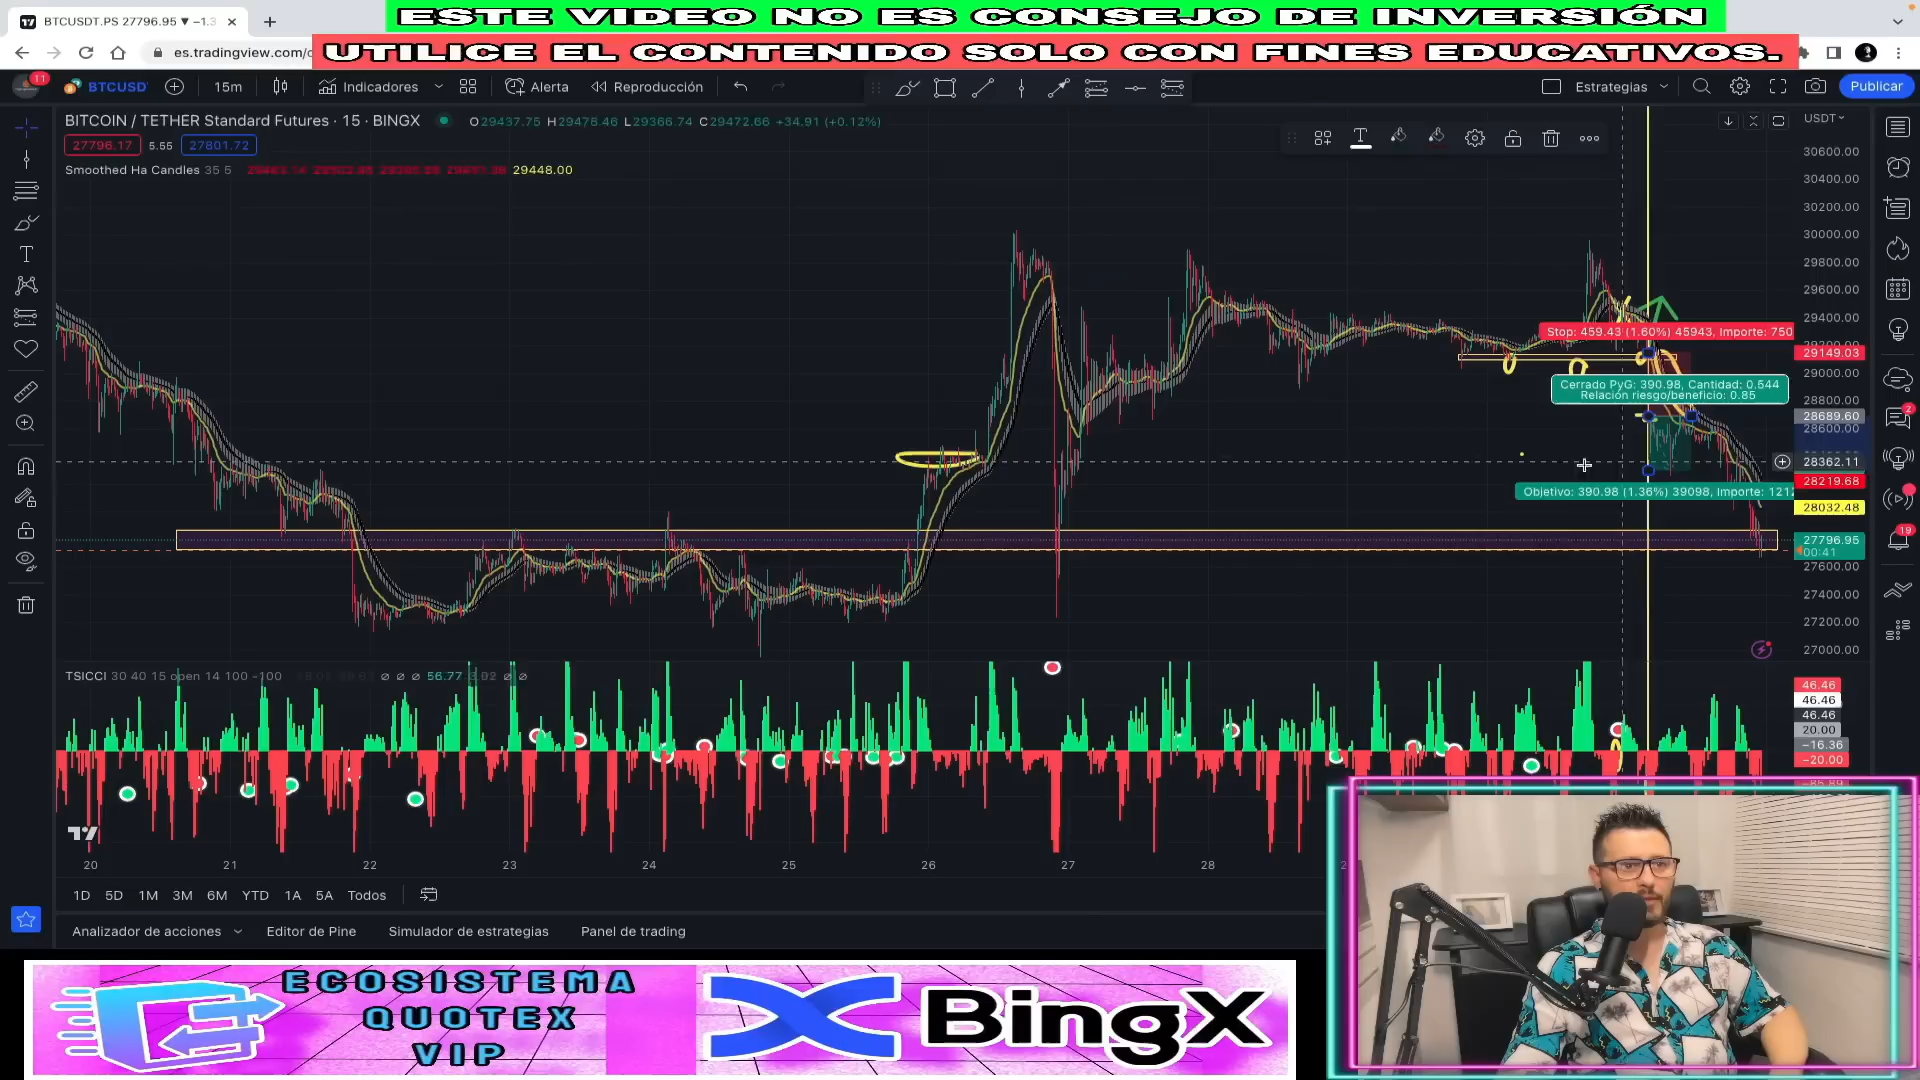 BTCUSDT.PS 27796.95 ▼ −1.3
ESTE VIDEO NO ES CONSEJO DE INVERSIÓN
es.tradingview.com/c
UTILICE EL CONTENIDO SOLO CON FINES EDUCATIVOS.
11
BTCUSD
15m
Indicadores
Alerta
Reproducción
Estrategias
Publicar
BITCOIN / TETHER Standard Futures · 15 · BINGX
O29437.75 H29478.46 L29366.74 C29472.66 +34.91 (+0.12%)
USDT
27796.17
5.55
27801.72
Smoothed Ha Candles 35 5
29448.00
30600.00
30400.00
30200.00
30000.00
29800.00
29600.00
29400.00
Stop: 459.43 (1.60%) 45943, Importe: 750
29149.03
29000.00
Cerrado PyG: 390.98, Cantidad: 0.544
Relación riesgo/beneficio: 0.85
28800.00
28689.60
28600.00
28362.11
28219.68
Objetivo: 390.98 (1.36%) 39098, Importe: 1212
28032.48
27796.95
00:41
27600.00
27400.00
27200.00
27000.00
TSICCI 30 40 15 open 14 100 -100
56.77
46.46
46.46
46.46
20.00
−16.36
−20.00
20
21
22
23
24
25
26
27
28
1D
5D
1M
3M
6M
YTD
1A
5A
Todos
Analizador de acciones
Editor de Pine
Simulador de estrategias
Panel de trading
2
19
ECOSISTEMA
QUOTEX
VIP
BingX